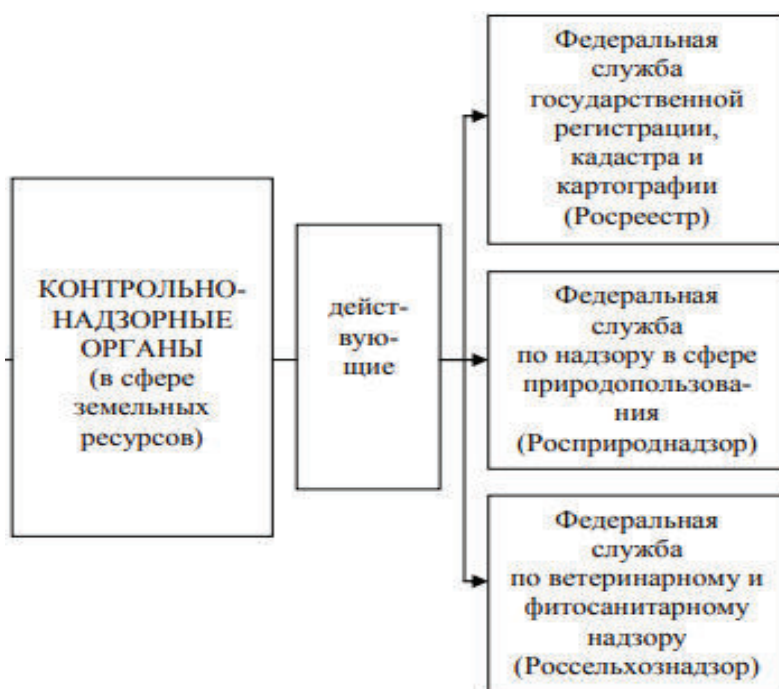 КОНТРОЛЬНО-
НАДЗОРНЫЕ
ОРГАНЫ
(в сфере
земельных
ресурсов)
дейст-
вую-
щие
Федеральная
служба
государственной
регистрации,
кадастра и
картографии
(Росреестр)
Федеральная
служба
по надзору в сфере
природопользова-
ния
(Росприроднадзор)
Федеральная
служба
по ветеринарному и
фитосанитарному
надзору
(Россельхознадзор)